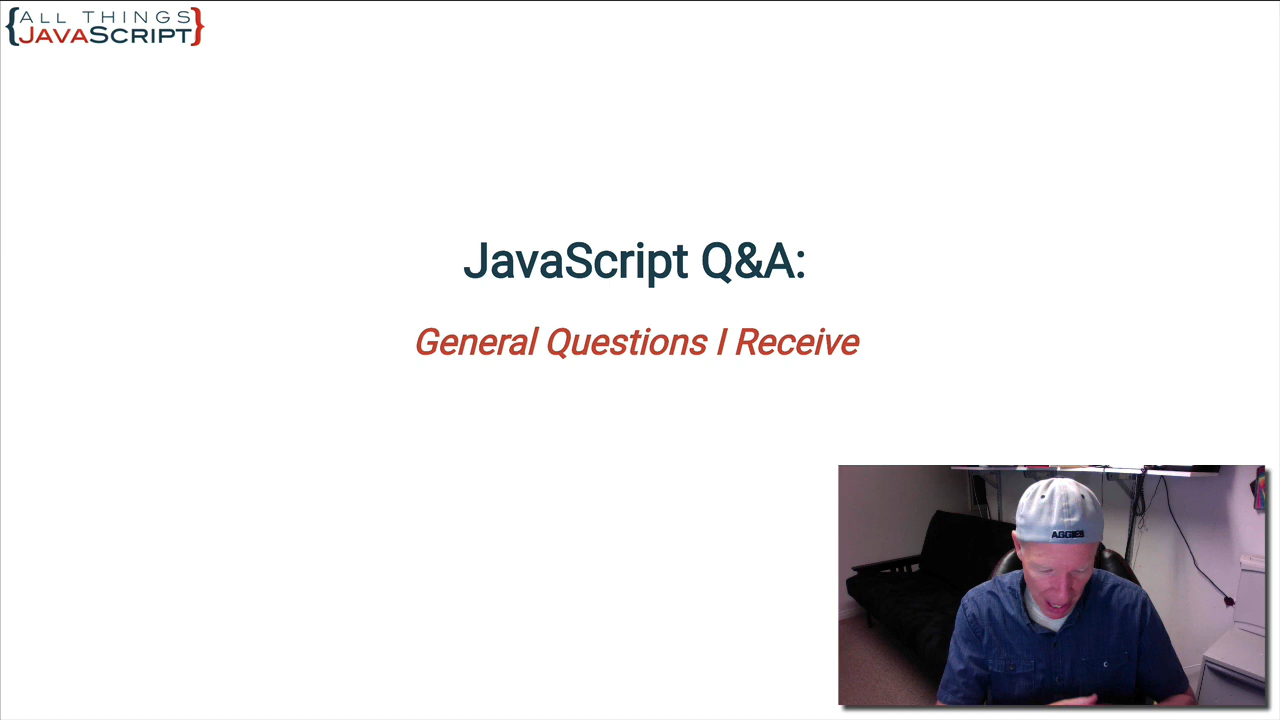 {ALL THINGS
JAVASCRIPT}
JavaScript Q&A:
General Questions I Receive
AGGIES